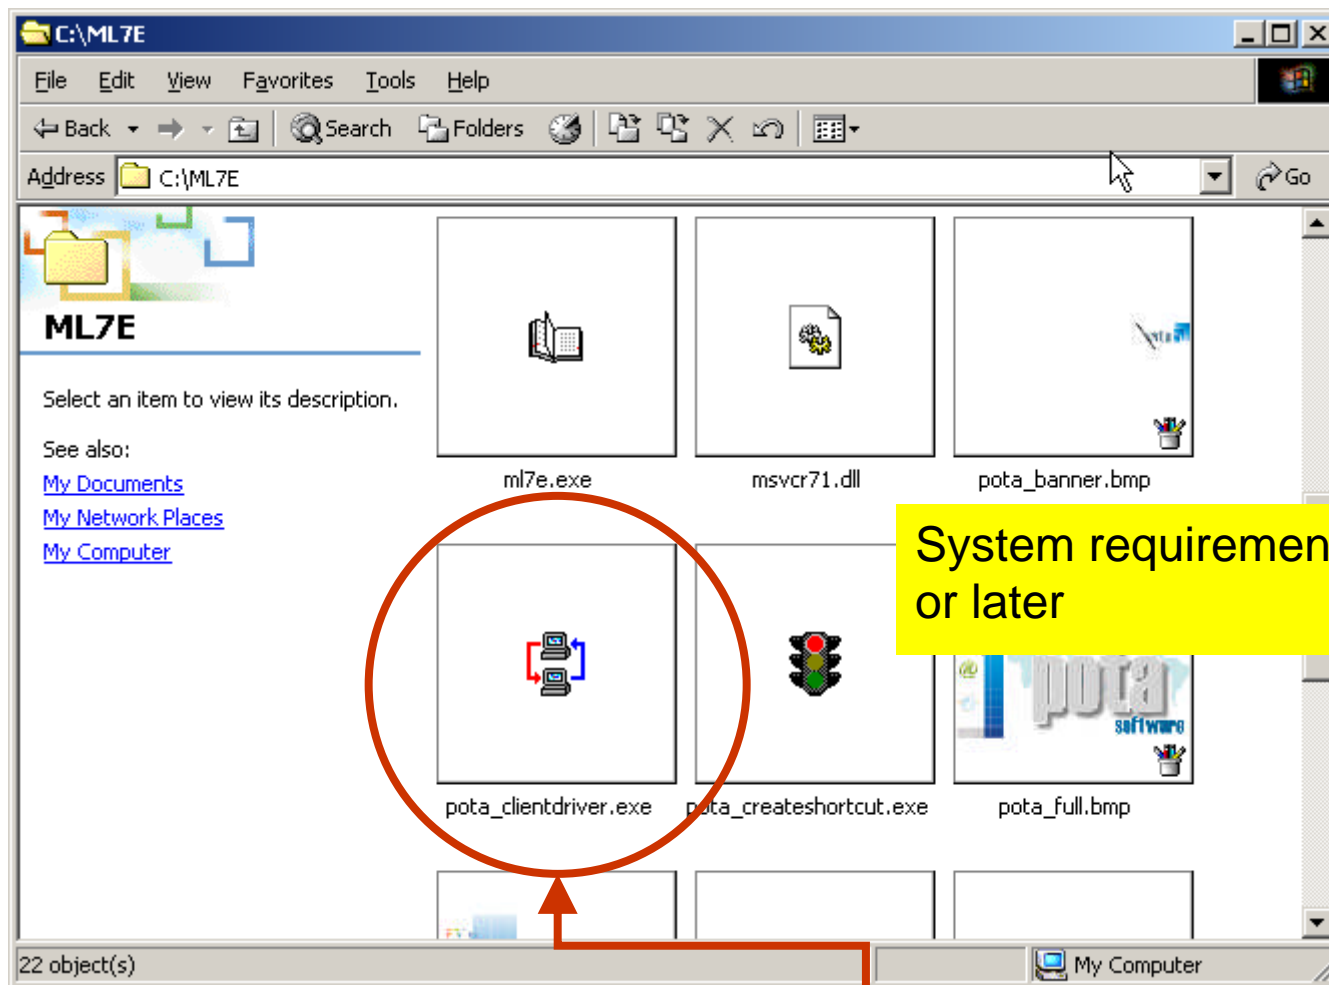 C:\ML7E
File Edit View Favorites Tools Help
Back Search Folders
Address C:\ML7E Go
ML7E
Select an item to view its description.
See also:
My Documents
My Network Places
My Computer
ml7e.exe msvcr71.dll pota_banner.bmp
System requiremen
or later
pota
software
pota_clientdriver.exe pota_createshortcut.exe pota_full.bmp
22 object(s) My Computer